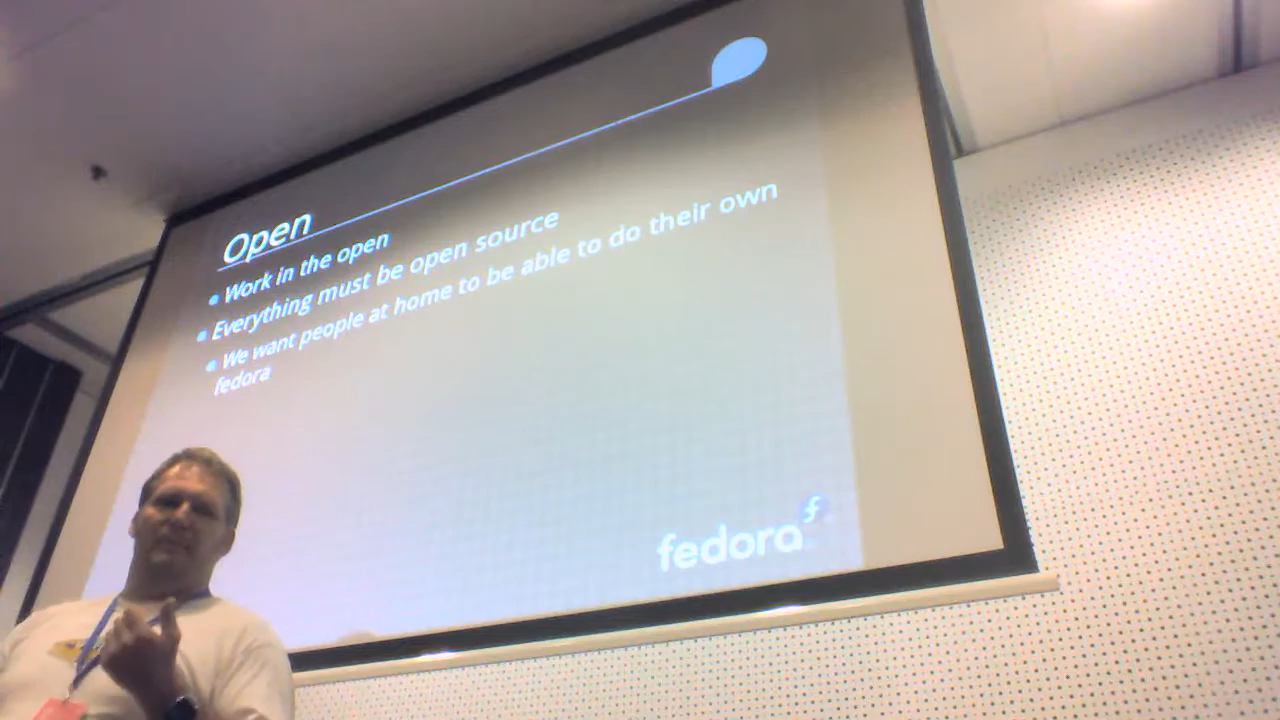 Open
Work in the open
Everything must be open source
We want people at home to be able to do their own
fedora
fedora